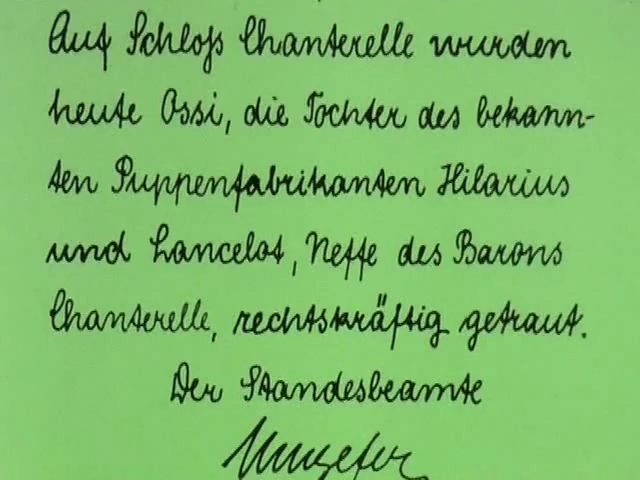 Auf Schloß Chanterelle wurden
heute Ossi, die Tochter des bekann-
ten Puppenfabrikanten Hilarius
und Lancelot, Neffe des Barons
Chanterelle, rechtskräftig getraut.
Der Standesbeamte